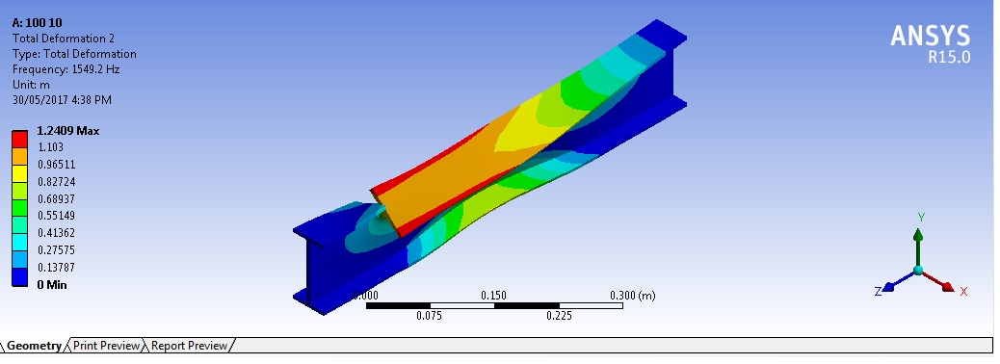 A: 100 10
Total Deformation 2
Type: Total Deformation
Frequency: 1549.2 Hz
Unit: m
30/05/2017 4:38 PM
1.2409 Max
1.103
0.96511
0.82724
0.68937
0.55149
0.41362
0.27575
0.13787
0 Min
ANSYS
R15.0
0.000 0.150 0.300 (m)
0.075 0.225
Y
Z X
Geometry Print Preview Report Preview